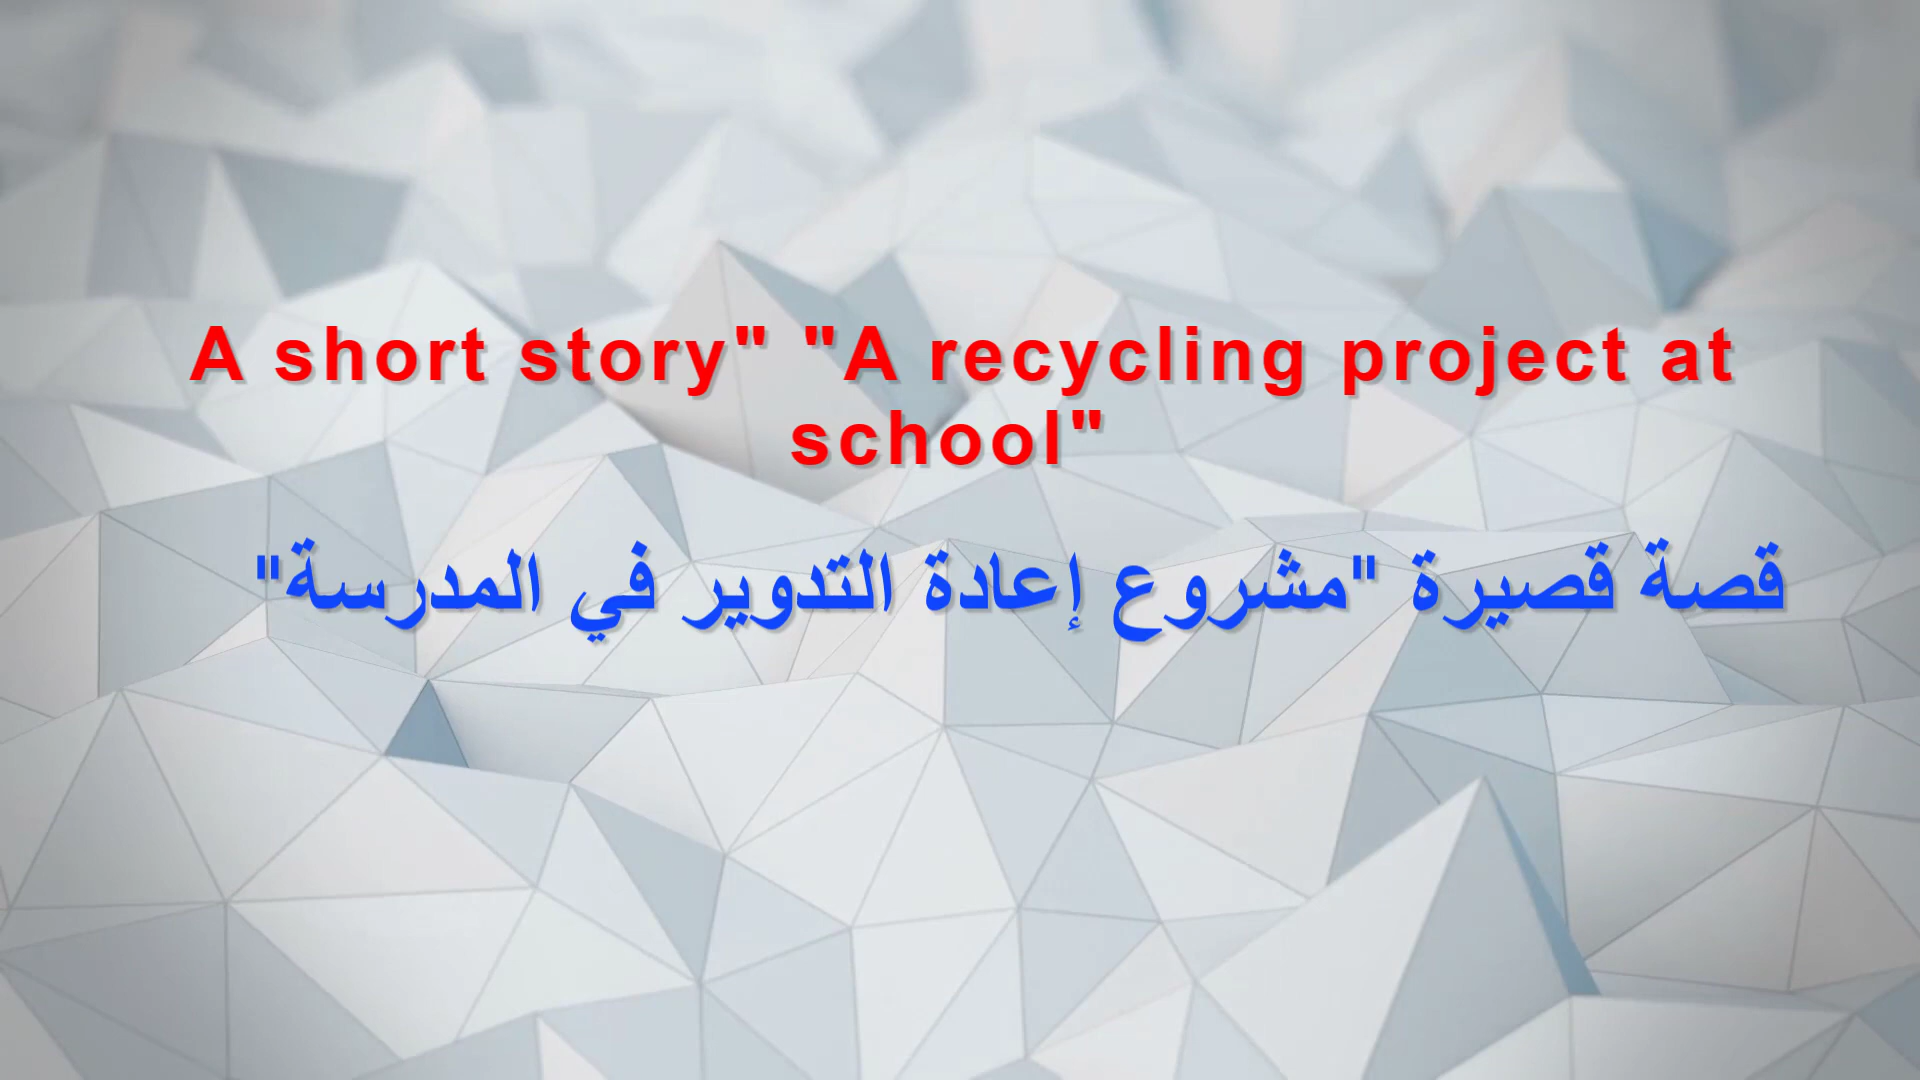 A short story" "A recycling project at
school"
قصة قصيرة "مشروع إعادة التدوير في المدرسة"